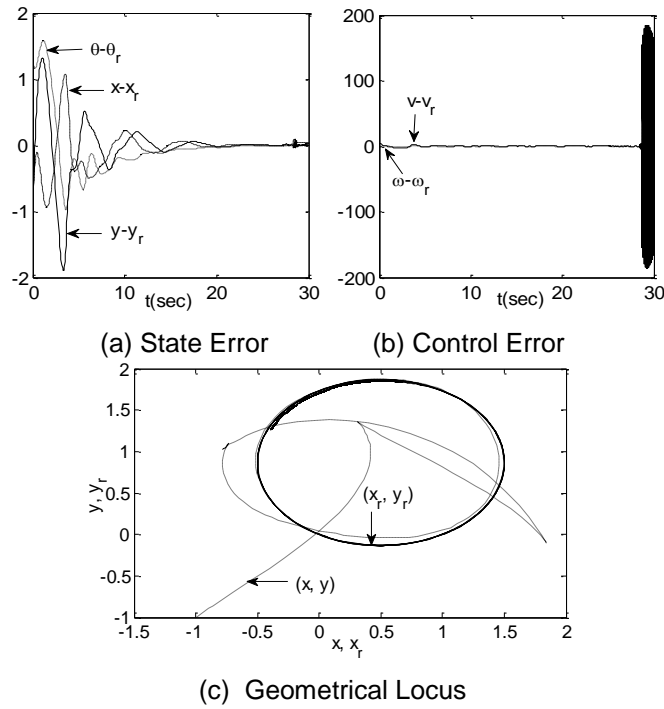 2
1
0
-1
-2
0
10
20
30
t(sec)
θ-θr
x-xr
y-yr
(a) State Error
200
100
0
-100
-200
0
10
20
30
t(sec)
v-vr
ω-ωr
(b) Control Error
2
1.5
1
0.5
0
-0.5
-1
y, yr
-1.5
-1
-0.5
0
0.5
1
1.5
2
x, xr
(xr, yr)
(x, y)
(c) Geometrical Locus